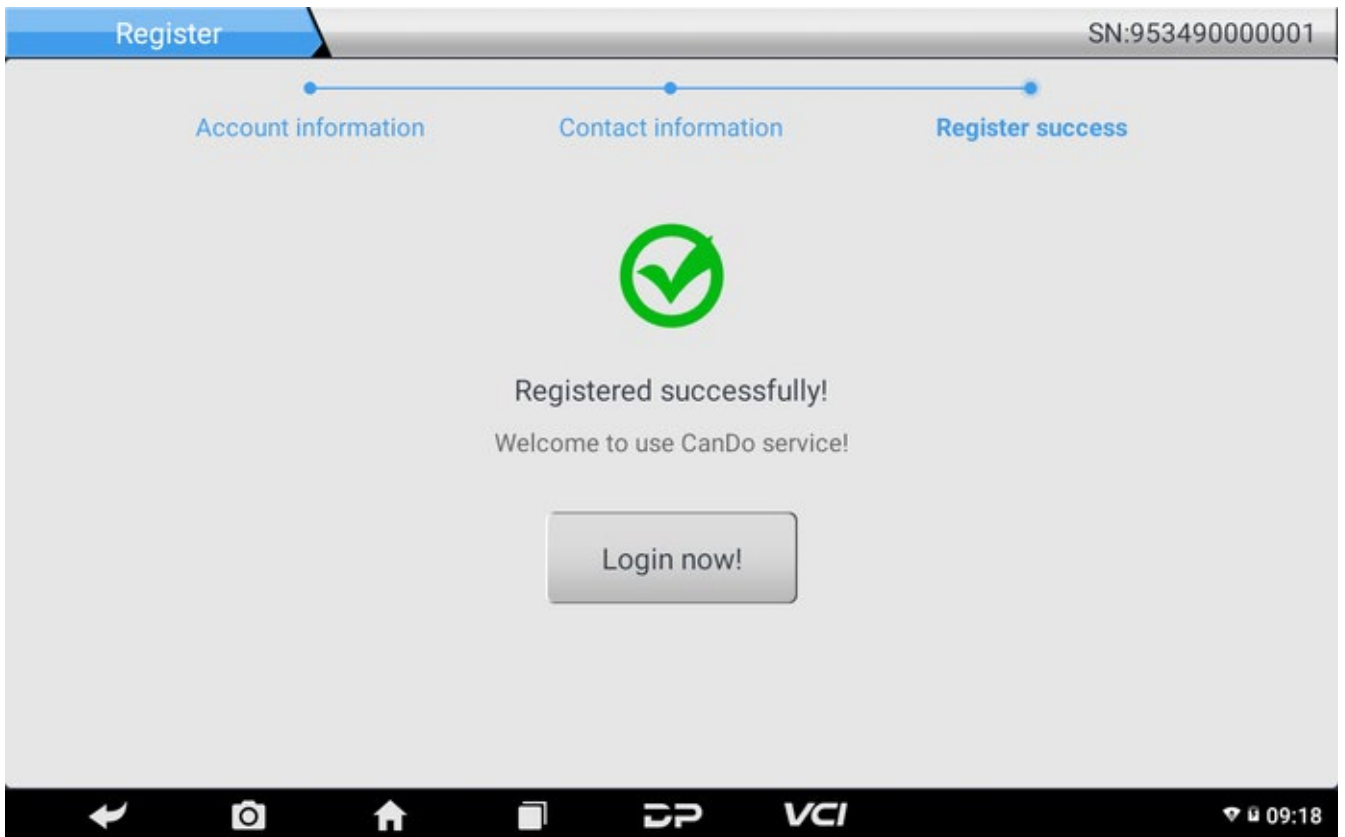 Register
SN:953490000001
Account information
Contact information
Register success
Registered successfully!
Welcome to use CanDo service!
Login now!
DP
VCI
09:18